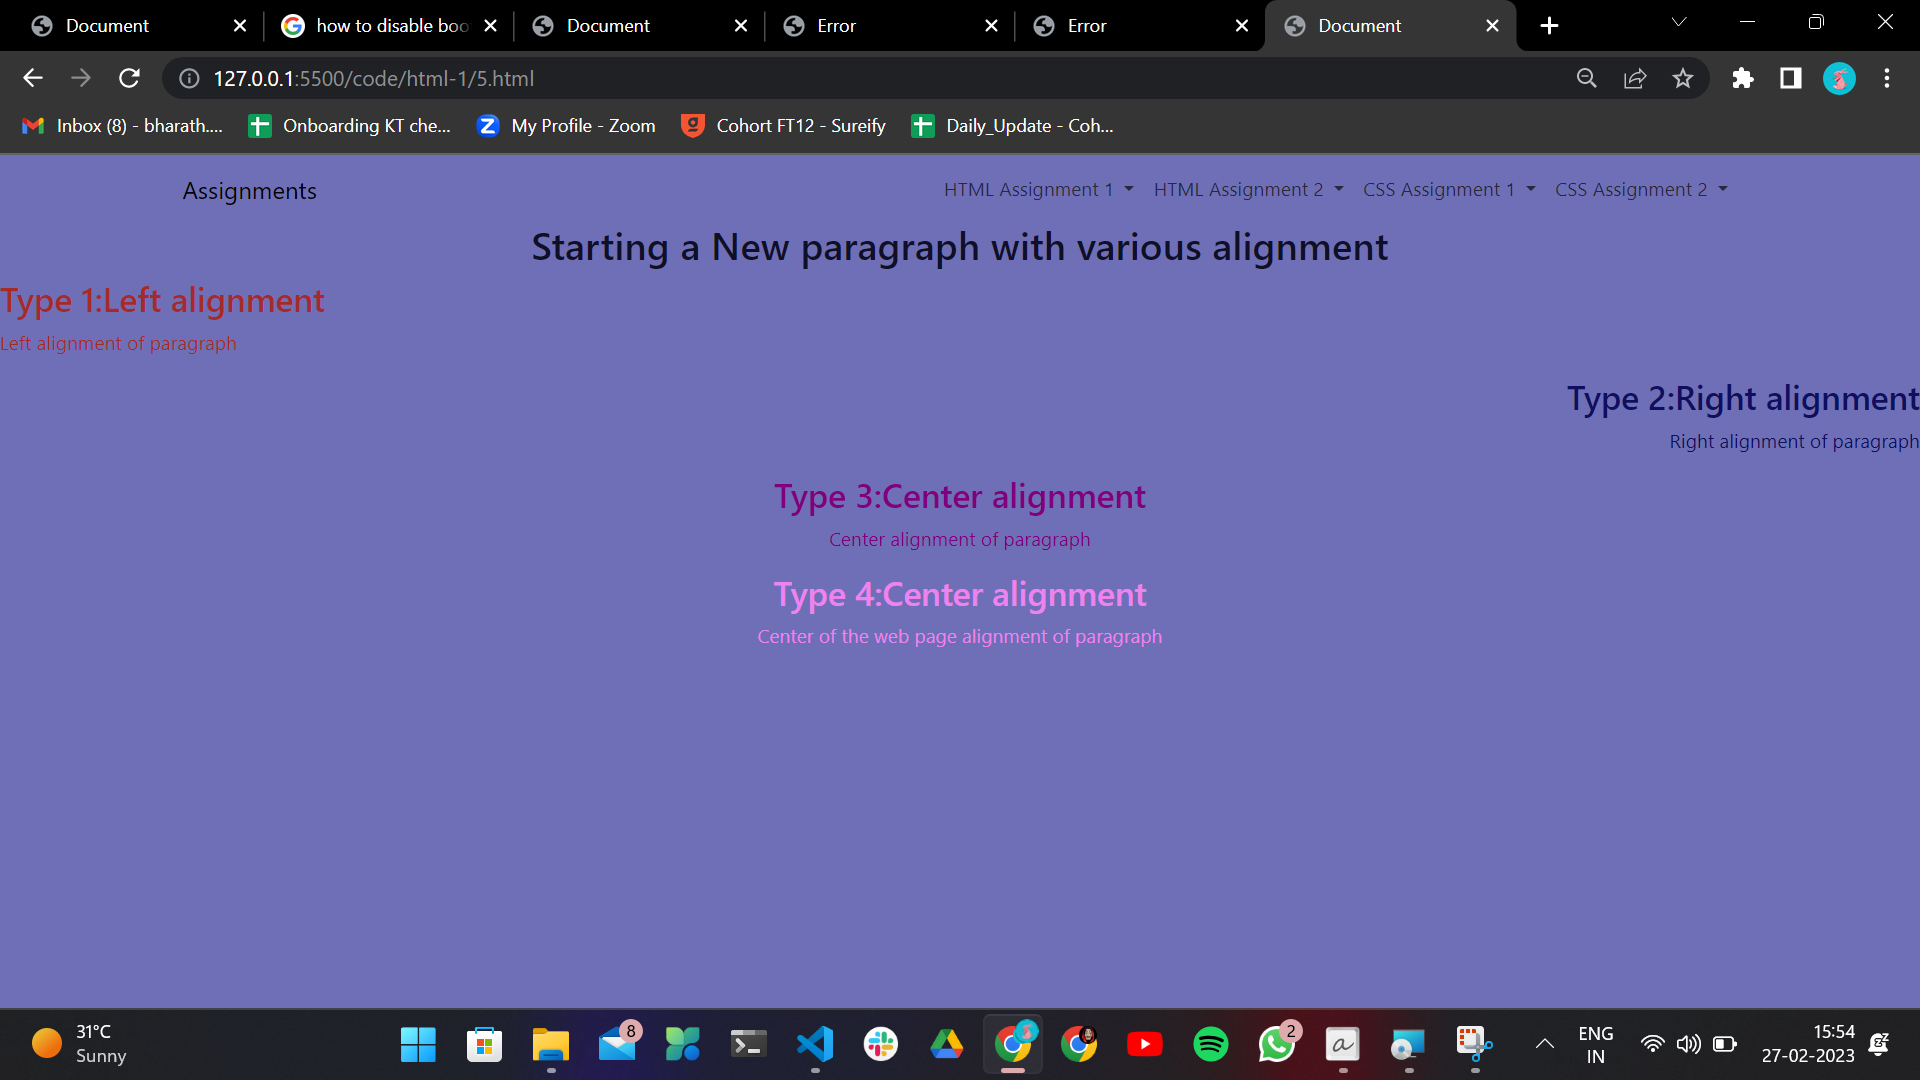 Document
how to disable boo
Document
Error
Error
Document
127.0.0.1:5500/code/html-1/5.html
Inbox (8) - bharath....
Onboarding KT che...
My Profile - Zoom
Cohort FT12 - Sureify
Daily_Update - Coh...
Assignments
HTML Assignment 1
HTML Assignment 2
CSS Assignment 1
CSS Assignment 2
Starting a New paragraph with various alignment
Type 1:Left alignment
Left alignment of paragraph
Type 2:Right alignment
Right alignment of paragraph
Type 3:Center alignment
Center alignment of paragraph
Type 4:Center alignment
Center of the web page alignment of paragraph
31°C
Sunny
8
2
ENG
IN
15:54
27-02-2023